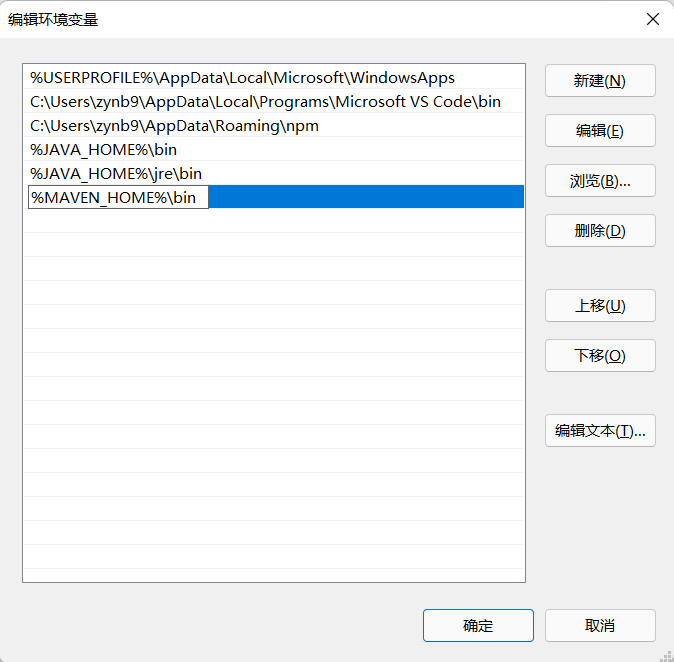 编辑环境变量
%USERPROFILE%\AppData\Local\Microsoft\WindowsApps
C:\Users\zynb9\AppData\Local\Programs\Microsoft VS Code\bin
C:\Users\zynb9\AppData\Roaming\npm
%JAVA_HOME%\bin
%JAVA_HOME%\jre\bin
%MAVEN_HOME%\bin
新建(N)
编辑(E)
浏览(B)...
删除(D)
上移(U)
下移(O)
编辑文本(T)...
确定
取消